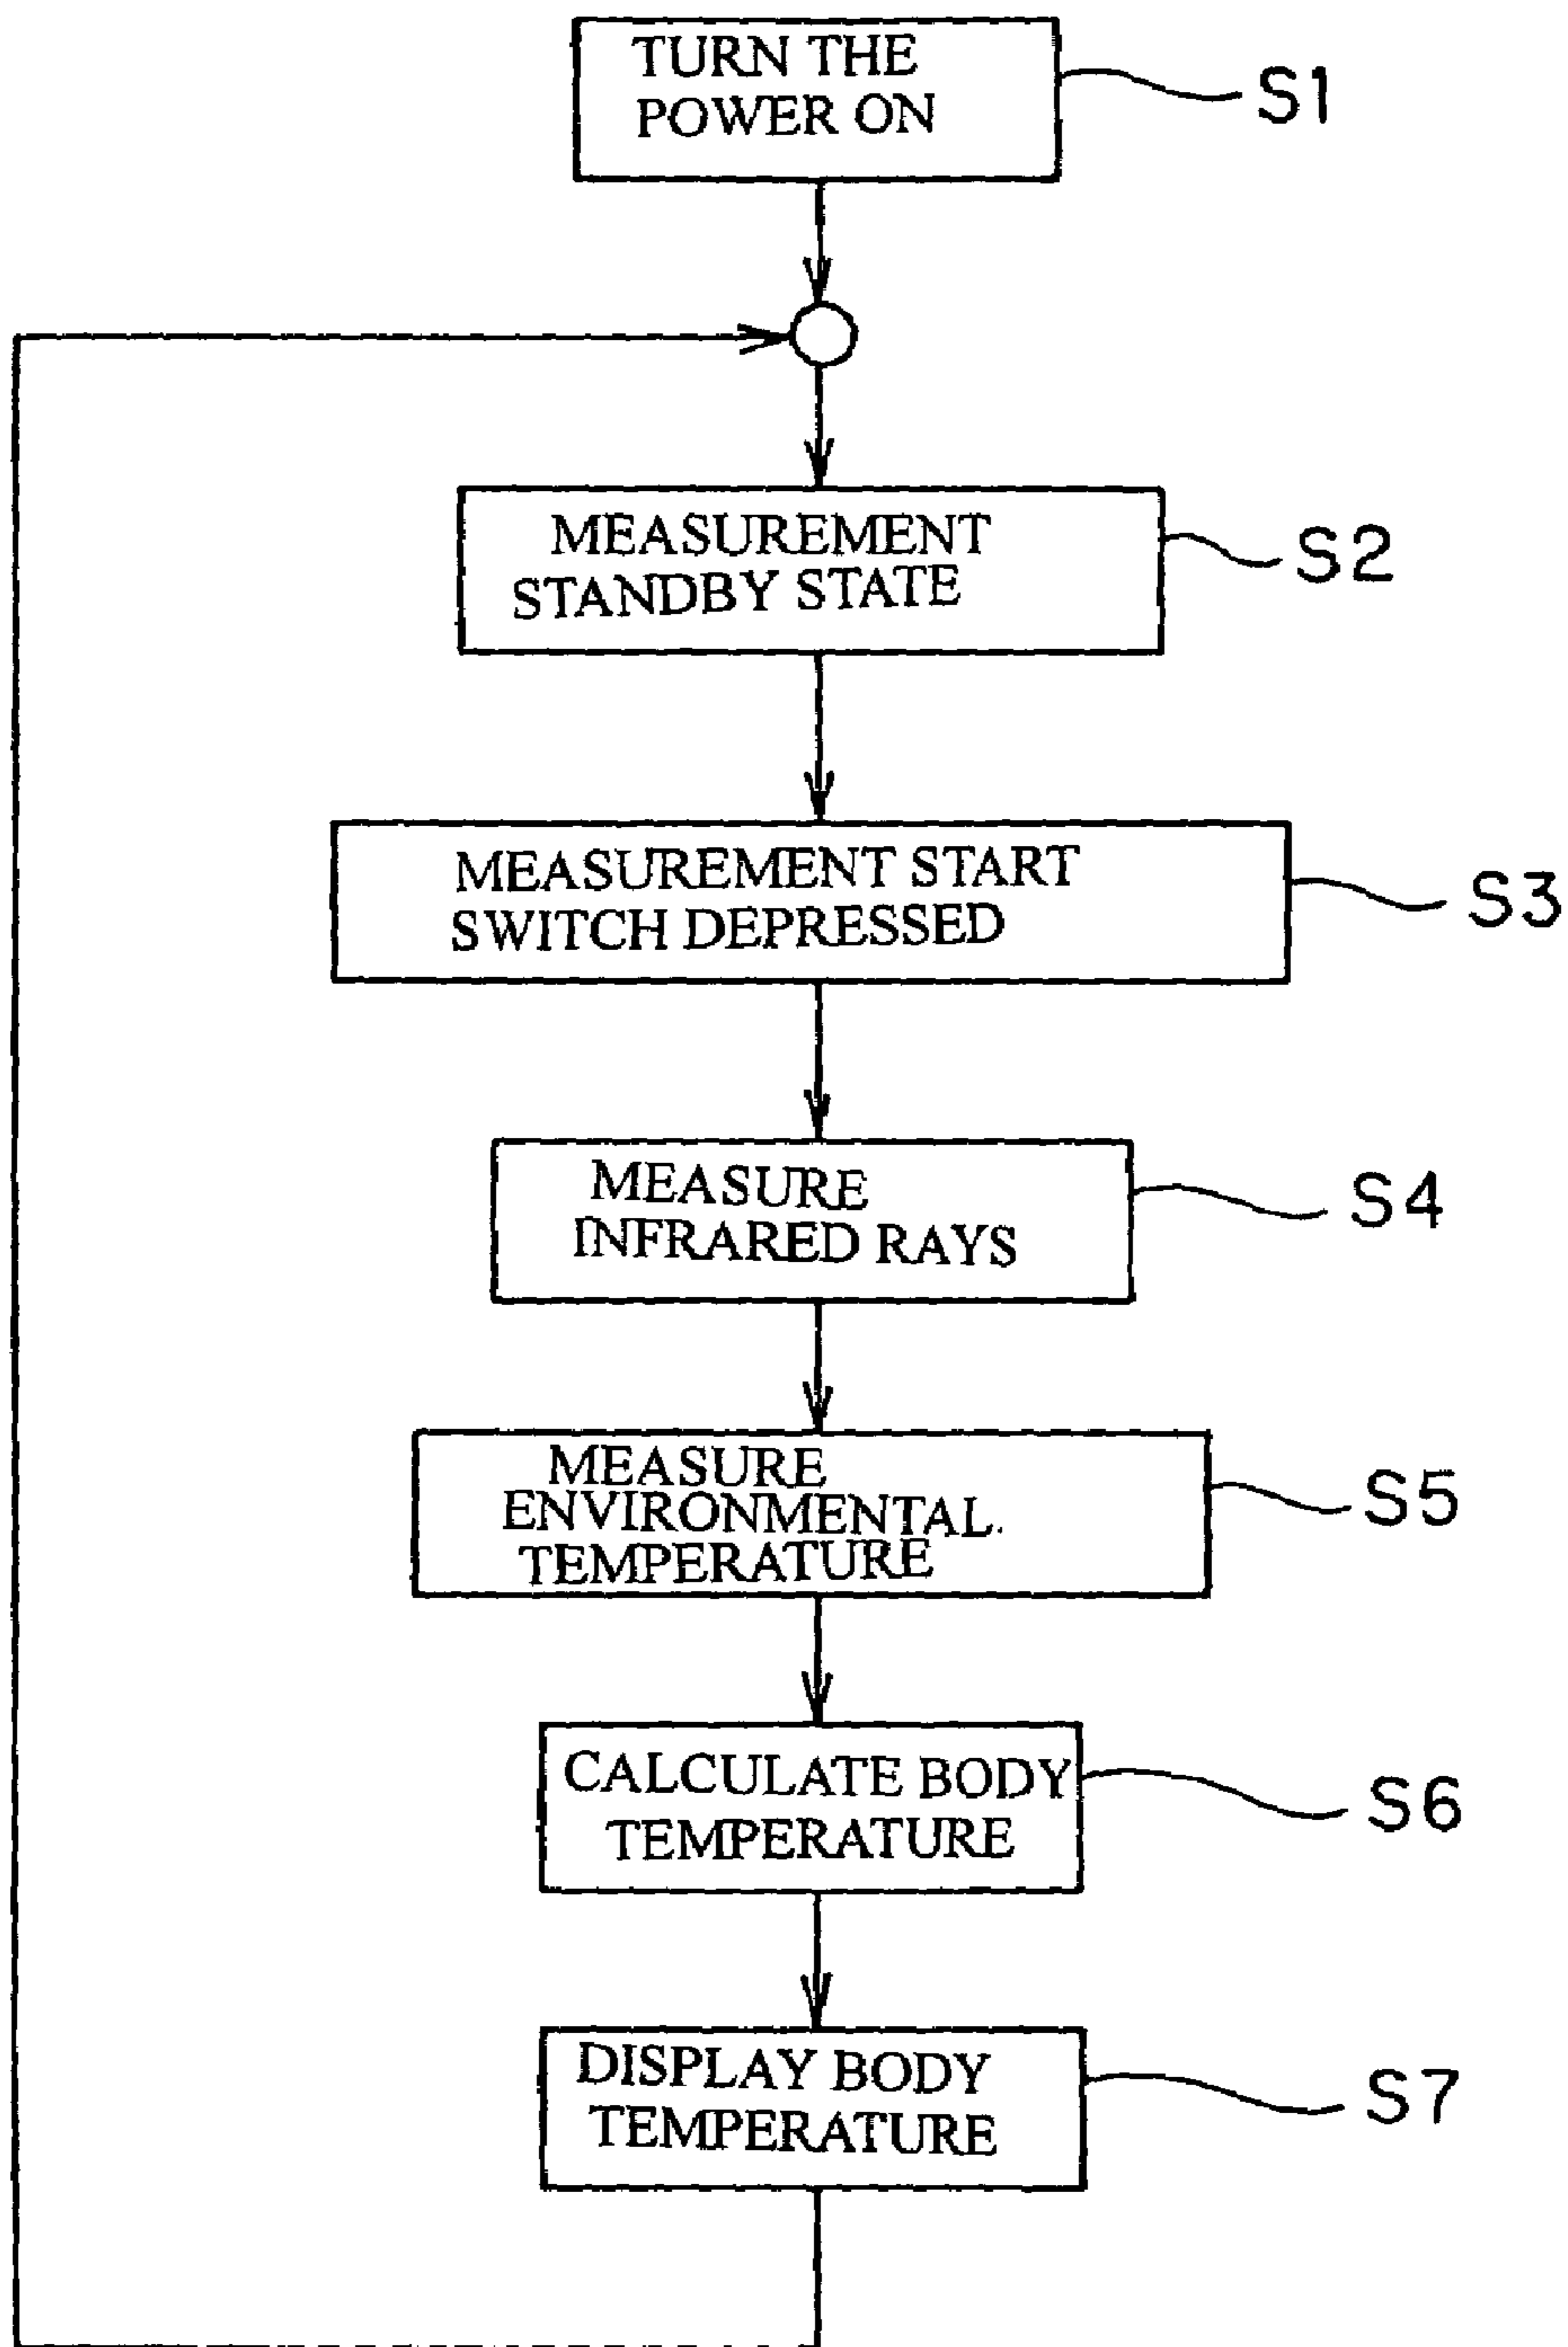 TURN THE
POWER ON
S1
MEASUREMENT
STANDBY STATE
S2
MEASUREMENT START
SWITCH DEPRESSED
S3
MEASURE
INFRARED RAYS
S4
MEASURE
ENVIRONMENTAL
TEMPERATURE
S5
CALCULATE BODY
TEMPERATURE
S6
DISPLAY BODY
TEMPERATURE
S7